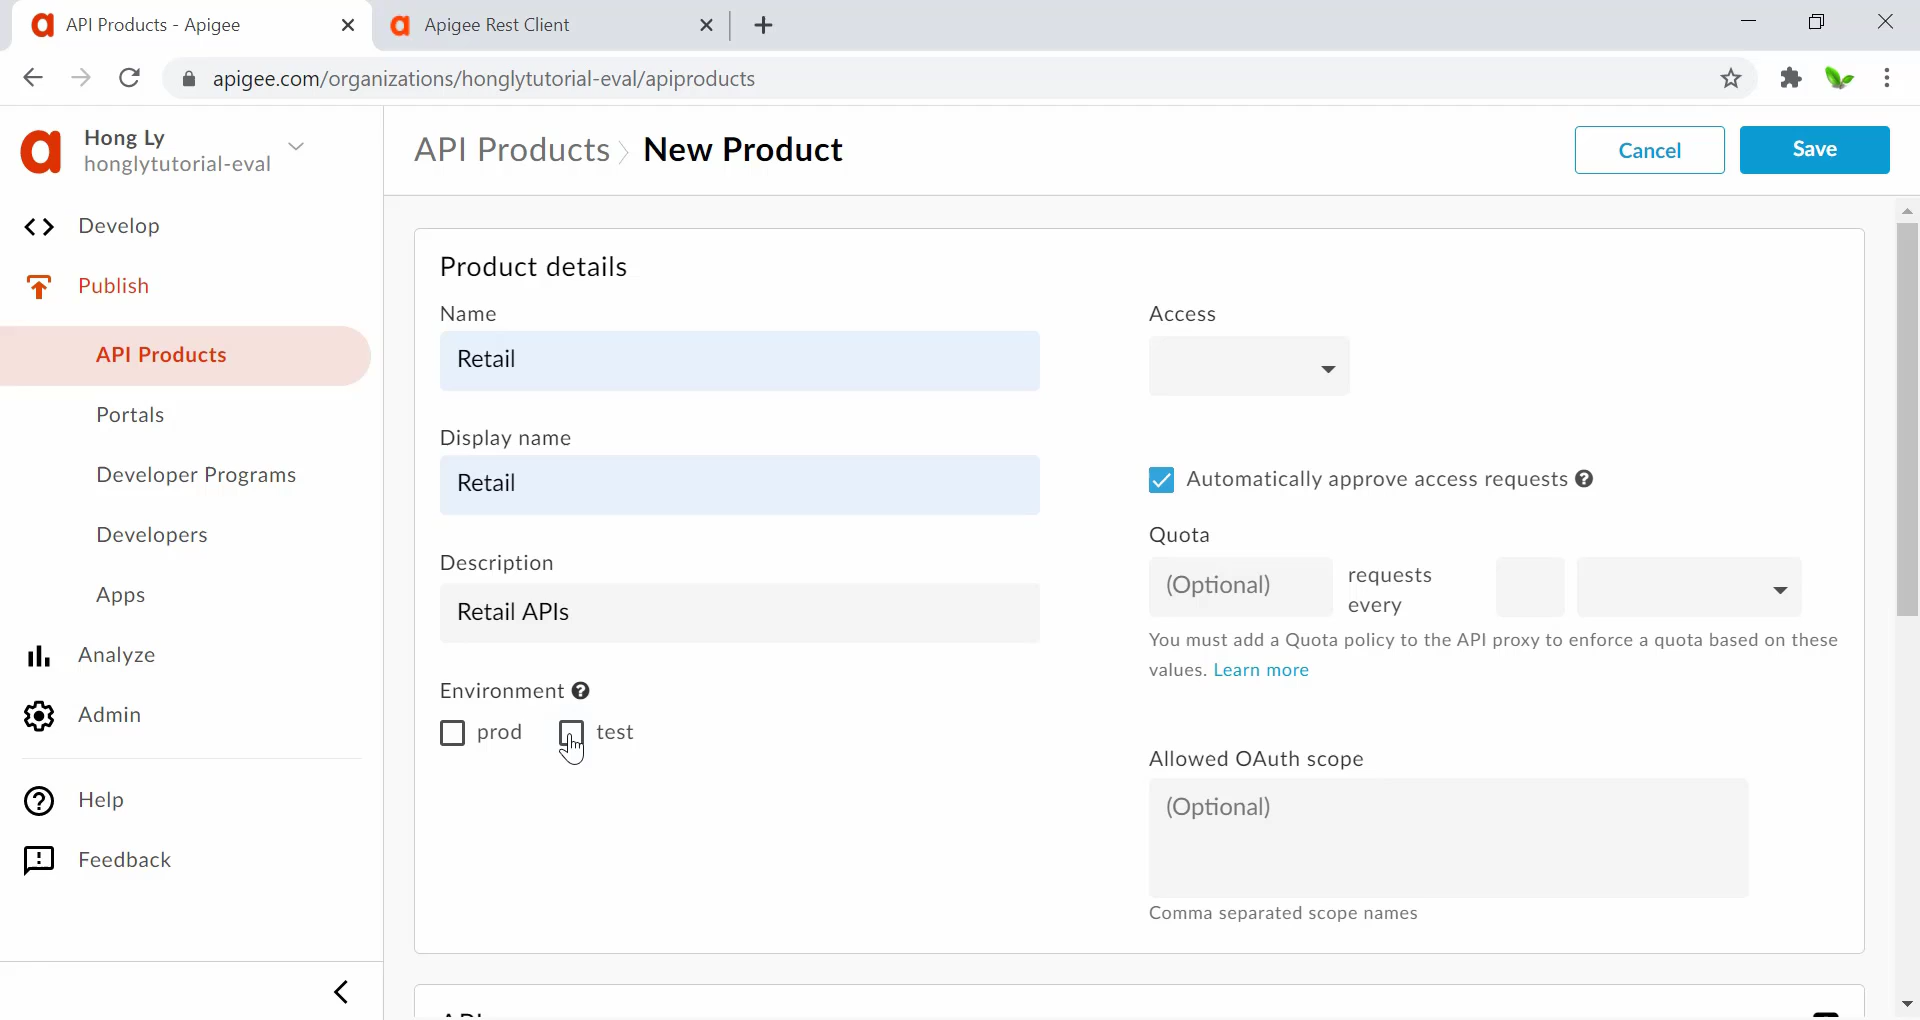 API Products - Apigee
Apigee Rest Client
apigee.com/organizations/honglytutorial-eval/apiproducts
Hong Ly
honglytutorial-eval
Develop
Publish
API Products
Portals
Developer Programs
Developers
Apps
Analyze
Admin
Help
Feedback
API Products > New Product
Cancel
Save
Product details
Name
Retail
Display name
Retail
Description
Retail APIs
Environment
prod
test
Access
Automatically approve access requests
Quota
(Optional)
requests
every
You must add a Quota policy to the API proxy to enforce a quota based on these
values. Learn more
Allowed OAuth scope
(Optional)
Comma separated scope names